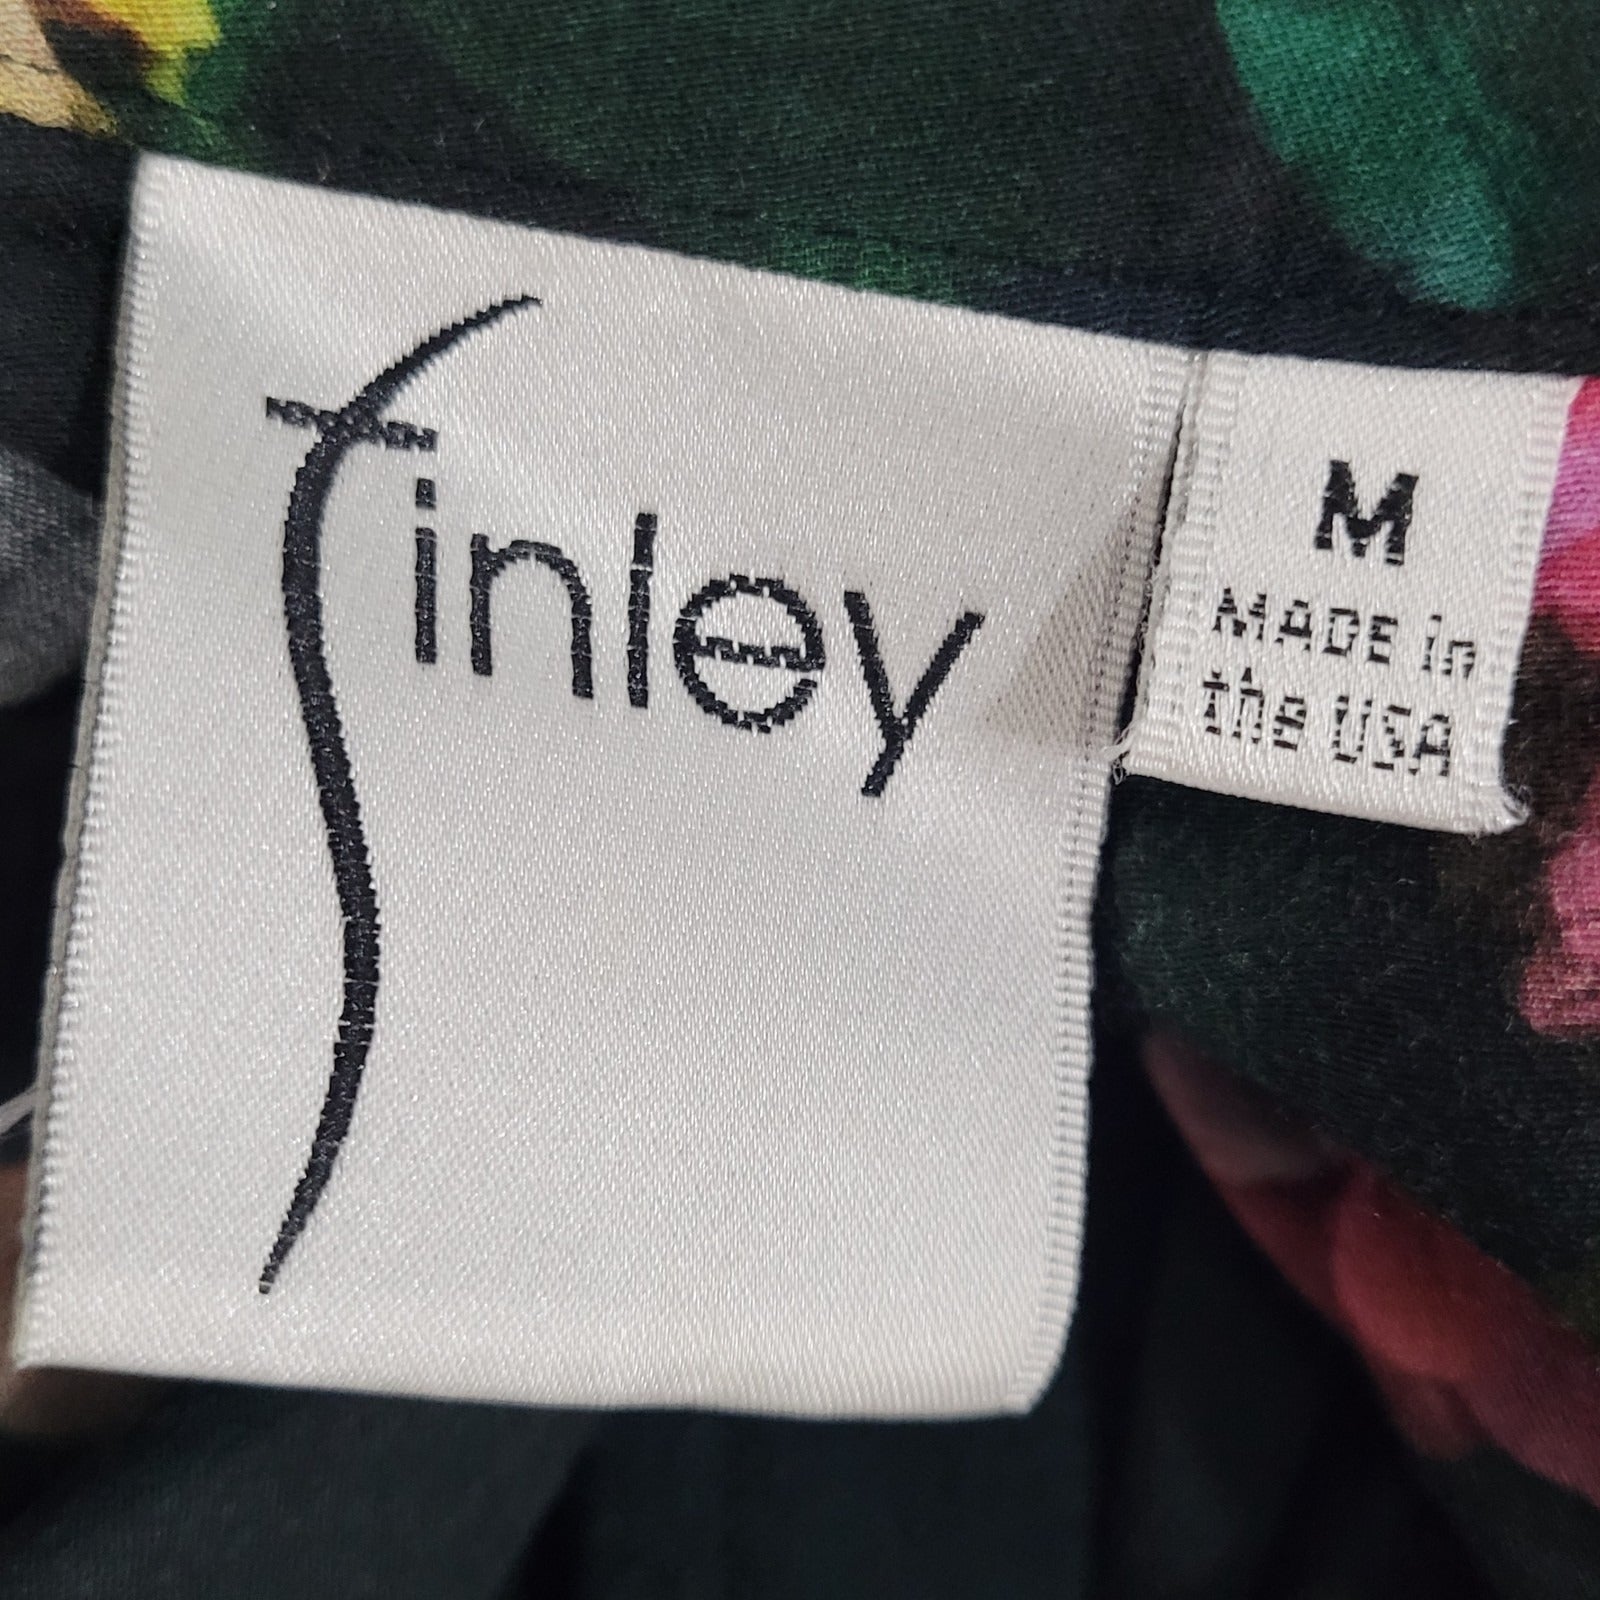 finley
M
MADE in
the USA